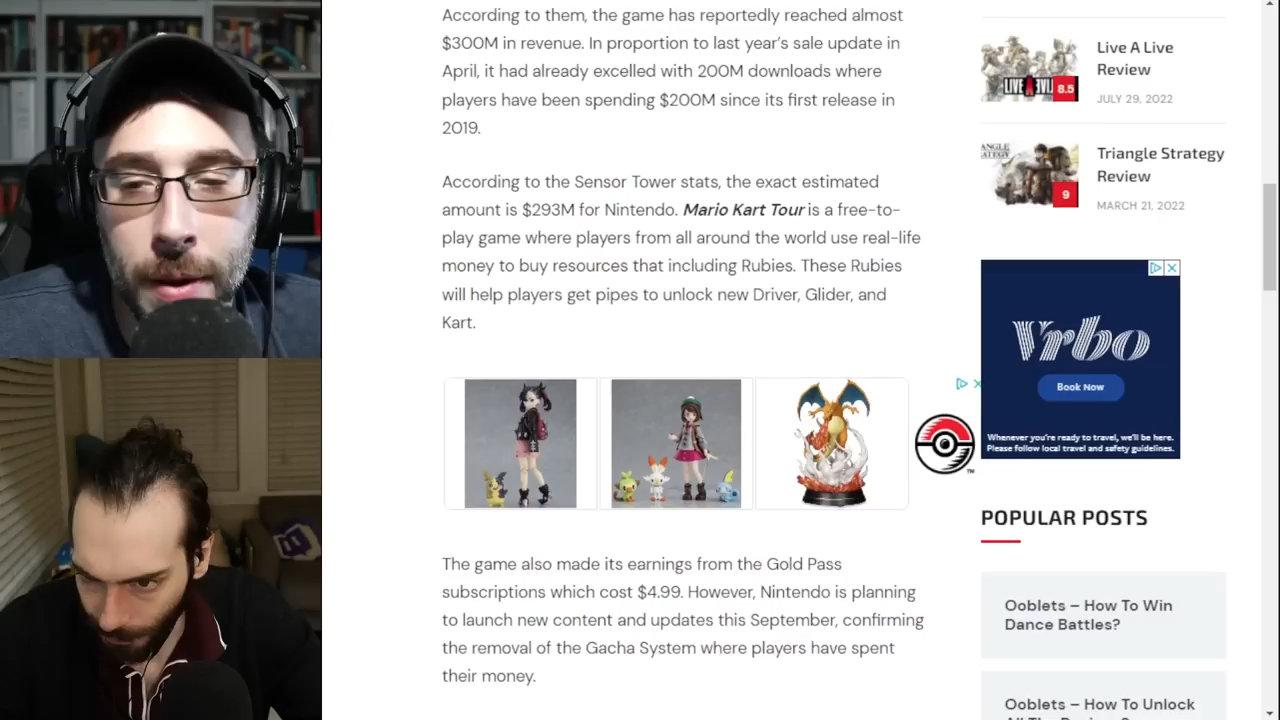 According to them, the game has reportedly reached almost
$300M in revenue. In proportion to last year's sale update in
April, it had already excelled with 200M downloads where
players have been spending $200M since its first release in
2019.
According to the Sensor Tower stats, the exact estimated
amount is $293M for Nintendo. Mario Kart Tour is a free-to-
play game where players from all around the world use real-life
money to buy resources that including Rubies. These Rubies
will help players get pipes to unlock new Driver, Glider, and
Kart.
The game also made its earnings from the Gold Pass
subscriptions which cost $4.99. However, Nintendo is planning
to launch new content and updates this September, confirming
the removal of the Gacha System where players have spent
their money.
LIVE A LIVE
8.5
Live A Live
Review
JULY 29, 2022
9
Triangle Strategy
Review
MARCH 21, 2022
Vrbo
Book Now
Whenever you're ready to travel, we'll be here.
Please follow local travel and safety guidelines.
POPULAR POSTS
Ooblets – How To Win
Dance Battles?
Ooblets – How To Unlock